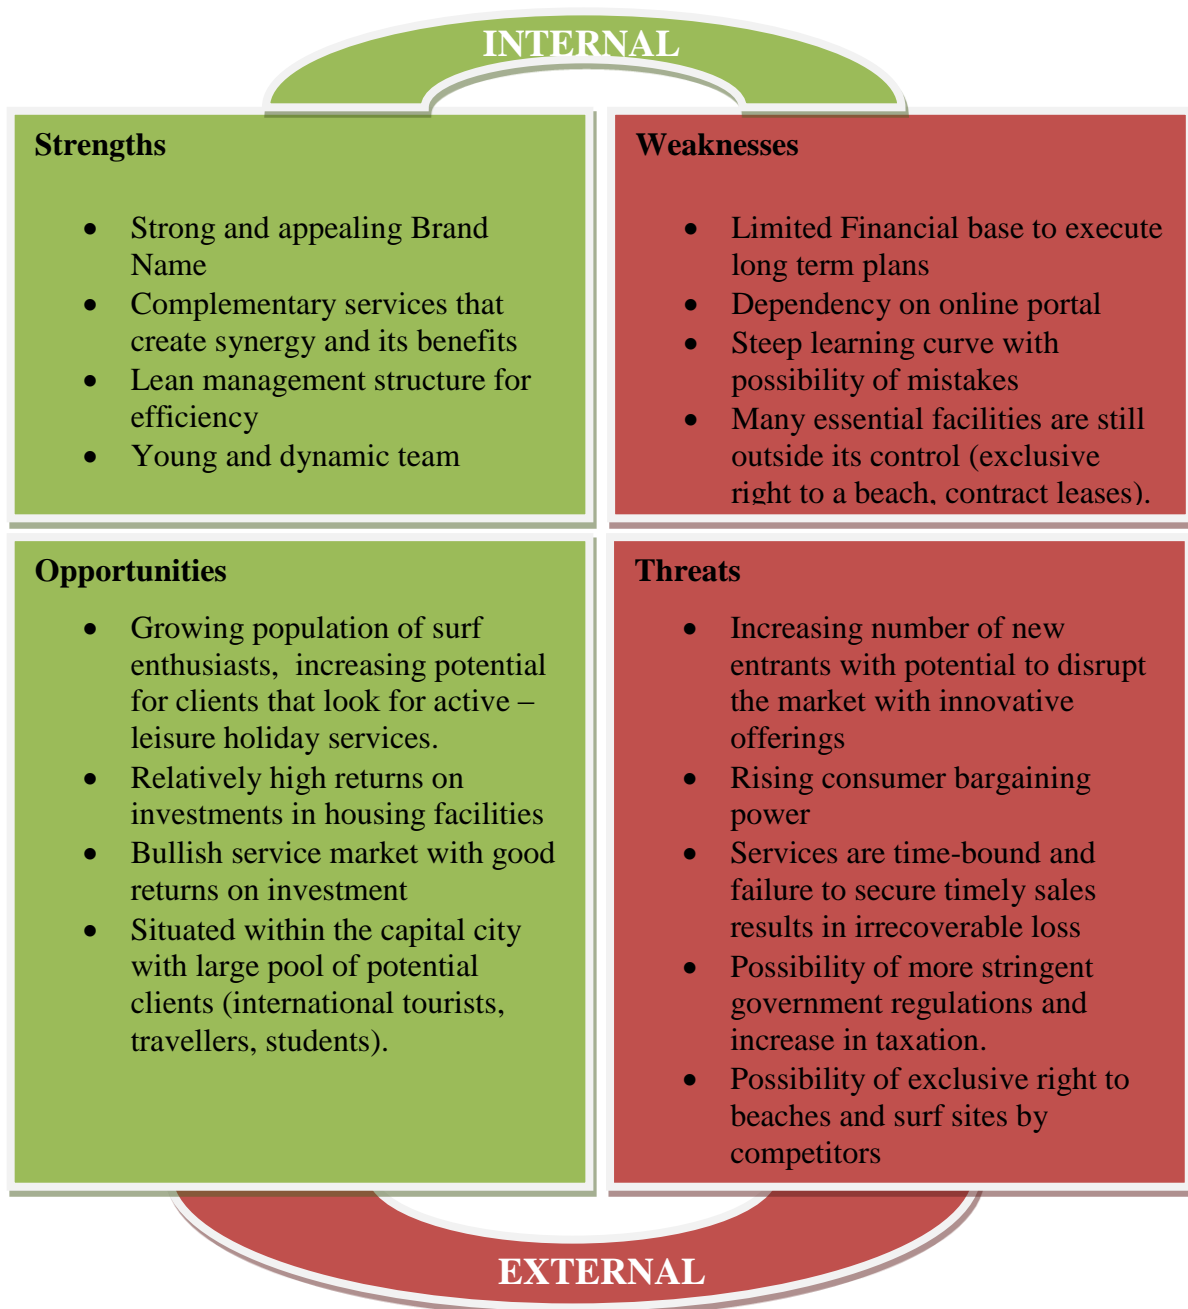 INTERNAL
Strengths
• Strong and appealing Brand
Name
• Complementary services that
create synergy and its benefits
• Lean management structure for
efficiency
• Young and dynamic team
Weaknesses
• Limited Financial base to execute
long term plans
• Dependency on online portal
• Steep learning curve with
possibility of mistakes
• Many essential facilities are still
outside its control (exclusive
right to a beach, contract leases).
Opportunities
• Growing population of surf
enthusiasts,  increasing potential
for clients that look for active –
leisure holiday services.
• Relatively high returns on
investments in housing facilities
• Bullish service market with good
returns on investment
• Situated within the capital city
with large pool of potential
clients (international tourists,
travellers, students).
Threats
• Increasing number of new
entrants with potential to disrupt
the market with innovative
offerings
• Rising consumer bargaining
power
• Services are time-bound and
failure to secure timely sales
results in irrecoverable loss
• Possibility of more stringent
government regulations and
increase in taxation.
• Possibility of exclusive right to
beaches and surf sites by
competitors
EXTERNAL